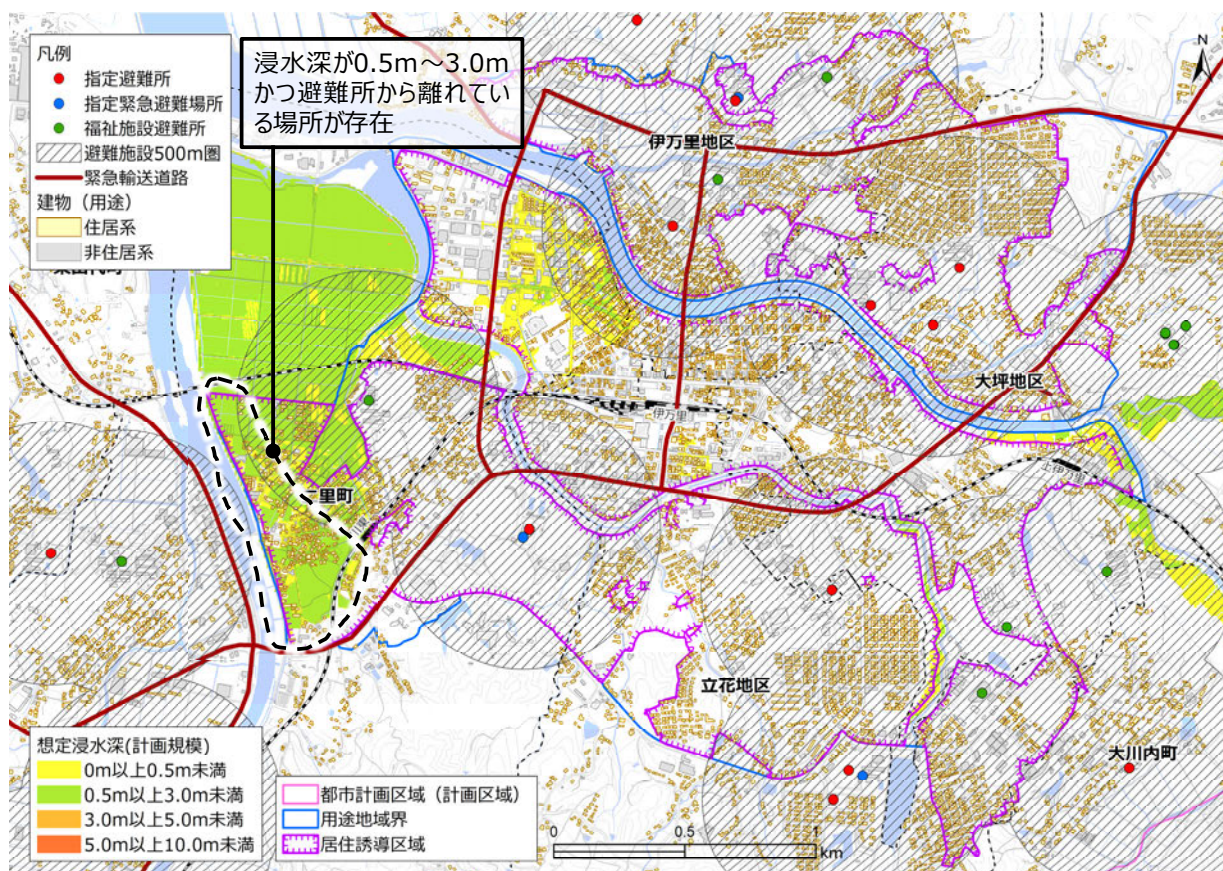 凡例
指定避難所
指定緊急避難場所
福祉施設避難所
避難施設500m圏
緊急輸送道路
建物（用途）
住居系
非住居系
浸水深が0.5m～3.0m
かつ避難所から離れてい
る場所が存在
N
伊万里地区
大坪地区
伊万里
上伊万里
二里町
立花地区
大川内町
想定浸水深(計画規模)
0m以上0.5m未満
0.5m以上3.0m未満
3.0m以上5.0m未満
5.0m以上10.0m未満
都市計画区域（計画区域）
用途地域界
居住誘導区域
0
0.5
1
km